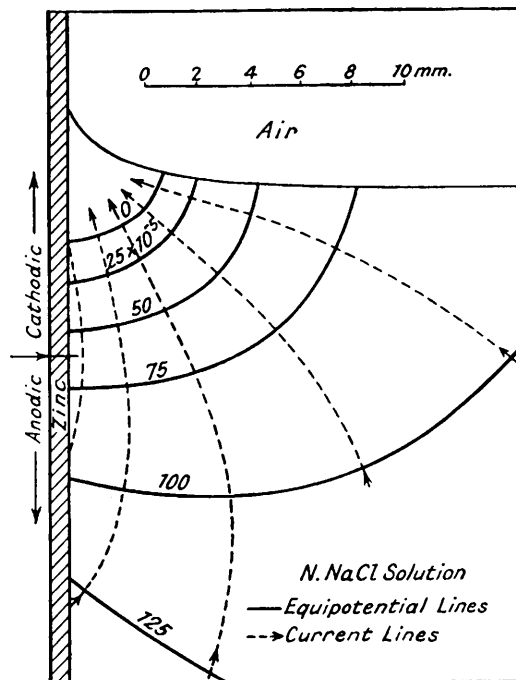 0 2 4 6 8 10 mm.
Air
0
25×10⁻⁵
50
75
100
125
Cathodic
Anodic
Zinc
N. NaCl Solution
Equipotential Lines
Current Lines